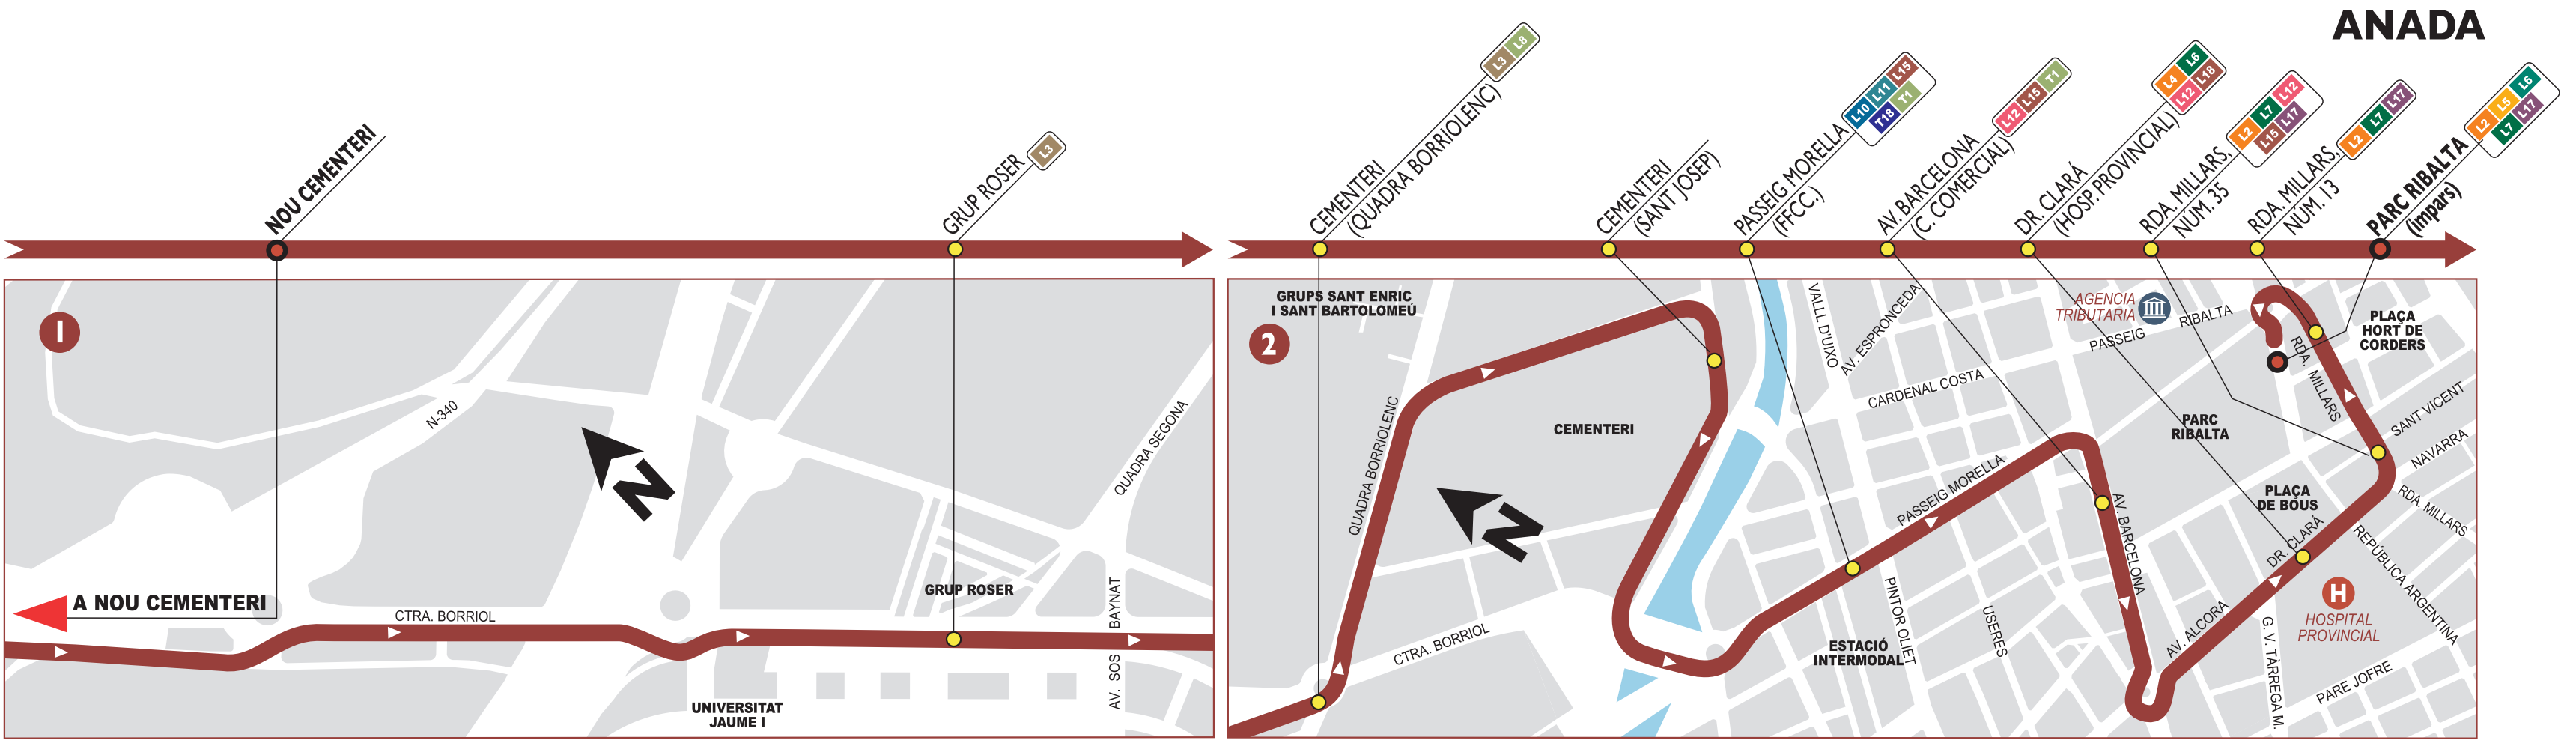 ANADA
NOU CEMENTERI
GRUP ROSER
L3
CEMENTERI
(QUADRA BORRIOLENC)
L3 L8
CEMENTERI
(SANT JOSEP)
PASSEIG MORELLA
(FFCC.)
L10 L11 L15
T18 T1
AV. BARCELONA
(C. COMERCIAL)
L12 L15 T1
DR. CLARÁ
(HOSP. PROVINCIAL)
L4 L6
L12 L18
RDA. MILLARS,
NUM. 35
L2 L7 L12
L15 L17
RDA. MILLARS,
NUM. 13
L2 L7 L17
PARC RIBALTA
(impars)
L2 L5 L6
L7 L17
1
N-340
N
QUADRA SEGONA
A NOU CEMENTERI
CTRA. BORRIOL
GRUP ROSER
AV. SOS BAYNAT
UNIVERSITAT
JAUME I
2
GRUPS SANT ENRIC
I SANT BARTOLOMEÚ
QUADRA BORRIOLENC
CEMENTERI
N
CTRA. BORRIOL
VALLL D'UIXO
AV. ESPRONCEDA
CARDENAL COSTA
AGENCIA
TRIBUTARIA
PASSEIG RIBALTA
PLAÇA
HORT DE
CORDERS
RDA. MILLARS
PARC
RIBALTA
SANT VICENT
NAVARRA
PASSEIG MORELLA
PLAÇA
DE BOUS
RDA. MILLARS
AV. BARCELONA
DR. CLARÁ
REPÚBLICA ARGENTINA
PINTOR OLIET
USERES
ESTACIÓ
INTERMODAL
AV. ALCORA
H
HOSPITAL
PROVINCIAL
G. V. TÀRREGA M.
PARE JOFRE